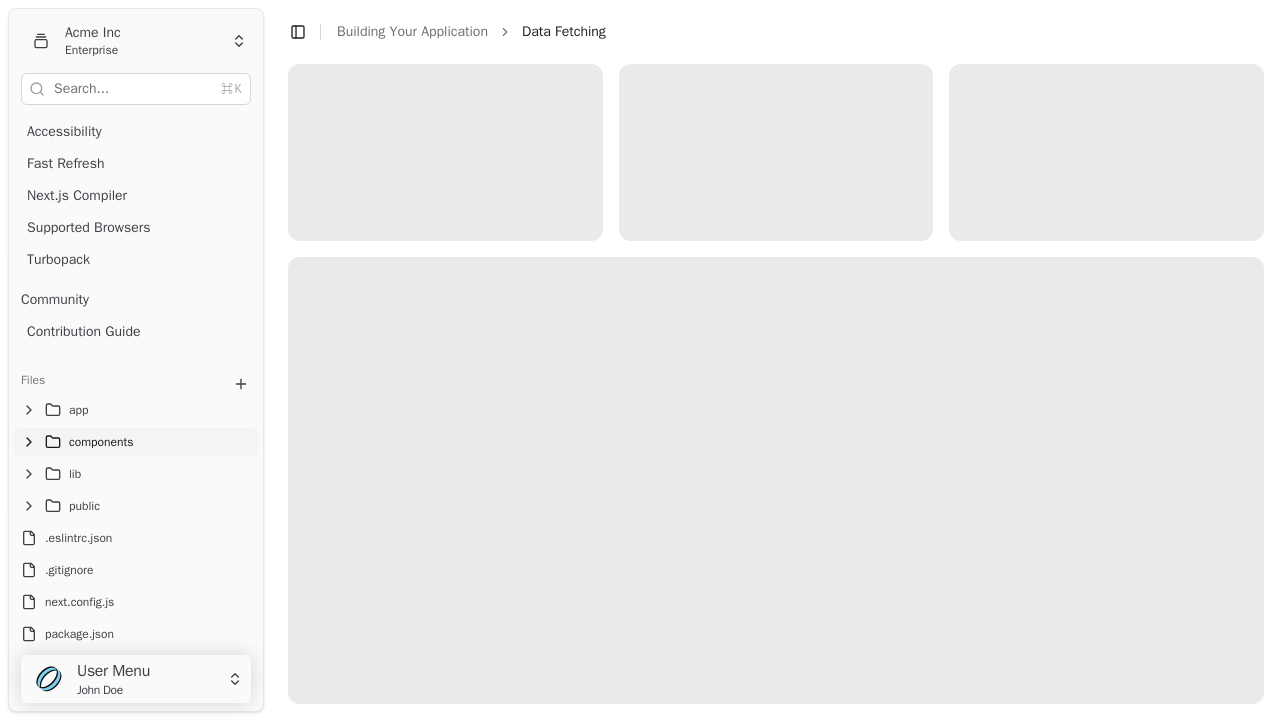 Acme Inc
Enterprise
Search...
⌘K
Accessibility
Fast Refresh
Next.js Compiler
Supported Browsers
Turbopack
Community
Contribution Guide
Files
app
components
lib
public
.eslintrc.json
.gitignore
next.config.js
package.json
User Menu
John Doe
Building Your Application
Data Fetching